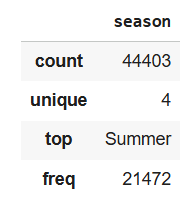 season
count 44403
unique 4
top Summer
freq 21472